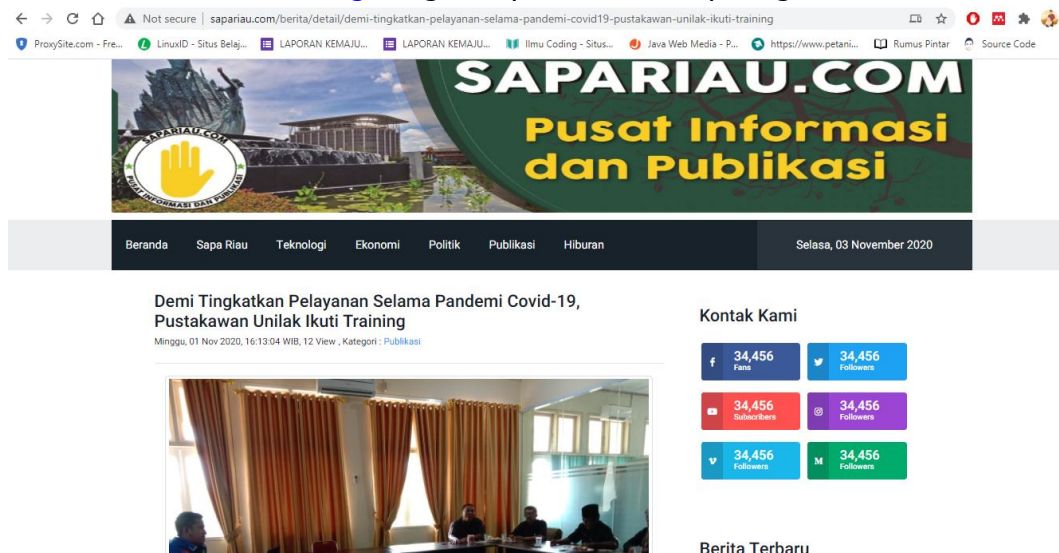 Not secure | sapariau.com/berita/detail/demi-tingkatkan-pelayanan-selama-pandemi-covid19-pustakawan-unilak-ikuti-training
ProxySite.com - Fre...
LinuxID - Situs Belaj...
LAPORAN KEMAJU...
LAPORAN KEMAJU...
Ilmu Coding - Situs...
Java Web Media - P...
https://www.petani...
Rumus Pintar
Source Code
SAPARIAU.COM
Pusat Informasi
dan Publikasi
SAPARIAU.COM
PUSAT INFORMASI DAN PUBLIKASI
Beranda
Sapa Riau
Teknologi
Ekonomi
Politik
Publikasi
Hiburan
Selasa, 03 November 2020
Demi Tingkatkan Pelayanan Selama Pandemi Covid-19,
Pustakawan Unilak Ikuti Training
Minggu, 01 Nov 2020, 16:13:04 WIB, 12 View , Kategori : Publikasi
Kontak Kami
34,456
Fans
34,456
Followers
34,456
Subscribers
34,456
Followers
34,456
Followers
34,456
Followers
Berita Terbaru